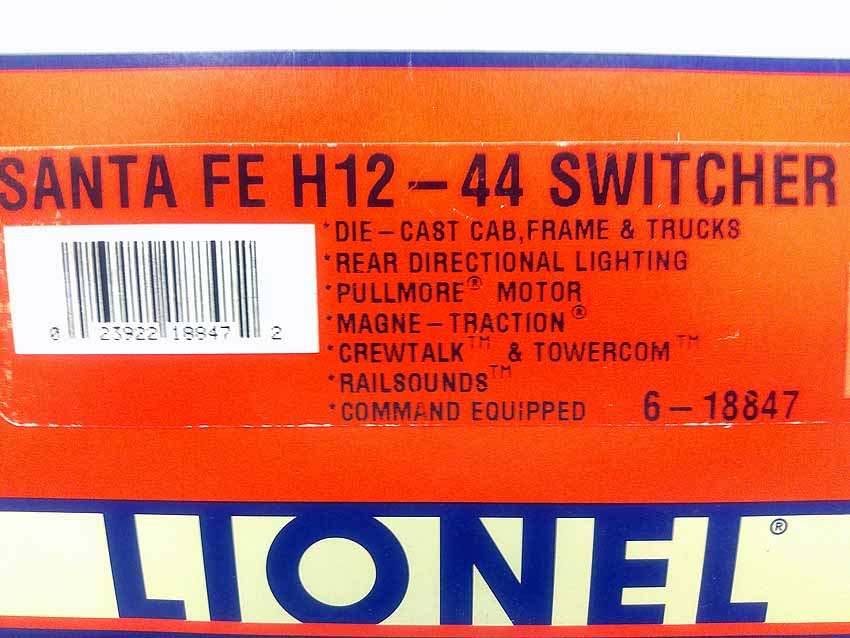 SANTA FE H12-44 SWITCHER
*DIE-CAST CAB,FRAME & TRUCKS
*REAR DIRECTIONAL LIGHTING
*PULLMORE® MOTOR
*MAGNE-TRACTION®
*CREWTALK™ & TOWERCOM™
*RAILSOUNDS™
*COMMAND EQUIPPED 6-18847
0 23922 18847 2
LIONEL®